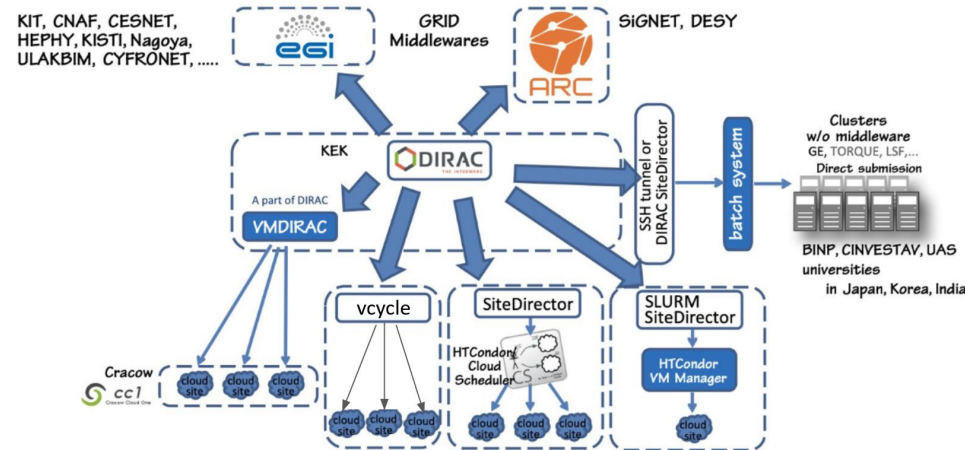 KIT, CNAF, CESNET,
HEPHY, KISTI, Nagoya,
ULAKBIM, CYFRONET, .....
egi
GRID
Middlewares
SiGNET, DESY
ARC
KEK
DIRAC
THE INTERWARE
A part of DIRAC
VMDIRAC
SSH tunnel or
DIRAC SiteDirector
batch system
Clusters
w/o middleware
GE, TORQUE, LSF,...
Direct submission
BINP, CINVESTAV, UAS
universities
in Japan, Korea, India
vcycle
SiteDirector
SLURM
SiteDirector
HTCondor/
Cloud
Scheduler
CS
HTCondor
VM Manager
Cracow
cc1
Cracow Cloud One
cloud
site
cloud
site
cloud
site
cloud
site
cloud
site
cloud
site
cloud
site
cloud
site
cloud
site
cloud
site